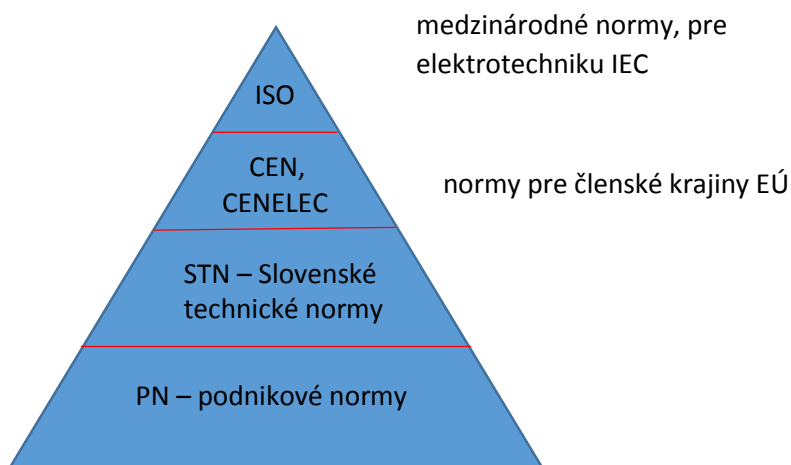 medzinárodné normy, pre
elektrotechniku IEC
ISO
CEN,
CENELEC
normy pre členské krajiny EÚ
STN – Slovenské
technické normy
PN – podnikové normy